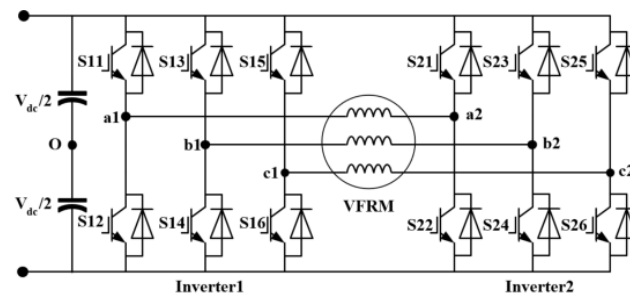 S11 S13 S15 S21 S23 S25
Vdc/2
a1 a2
O b1 b2
c1 c2
Vdc/2
VFRM
S12 S14 S16 S22 S24 S26
Inverter1 Inverter2